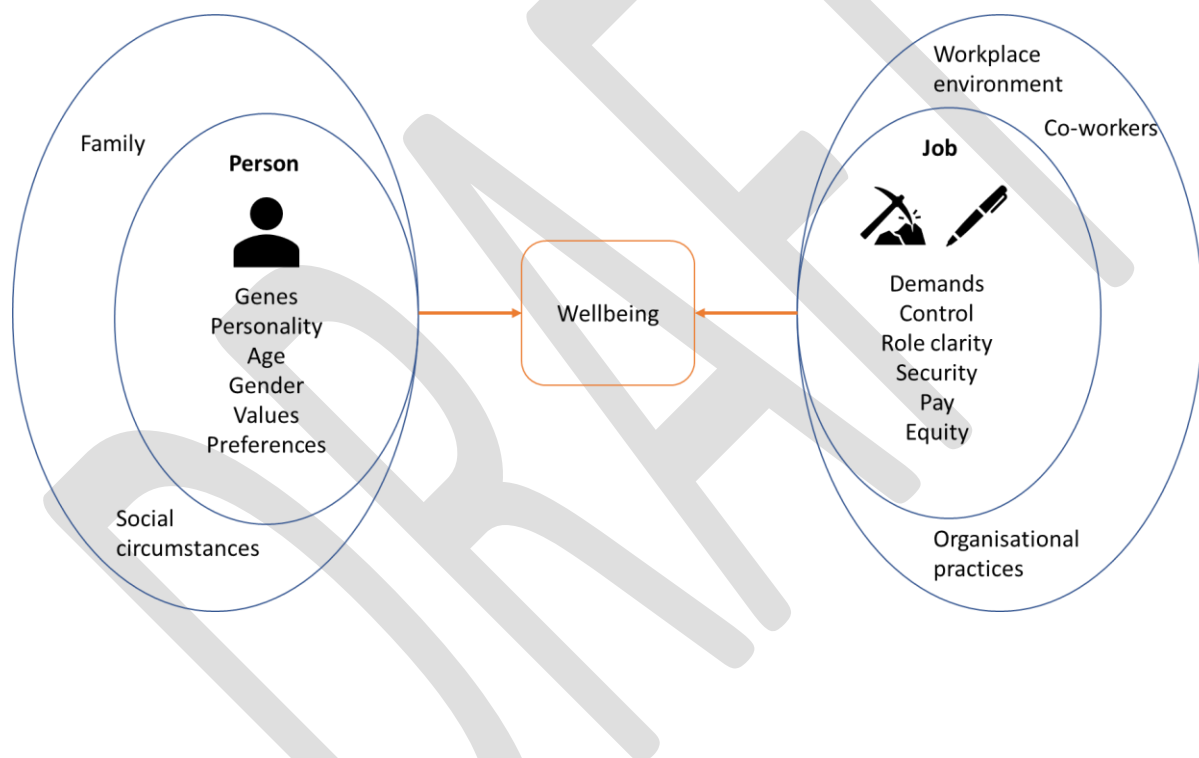 Family
Person
Genes
Personality
Age
Gender
Values
Preferences
Social
circumstances
Wellbeing
Workplace
environment
Co-workers
Job
Demands
Control
Role clarity
Security
Pay
Equity
Organisational
practices
DRAFT